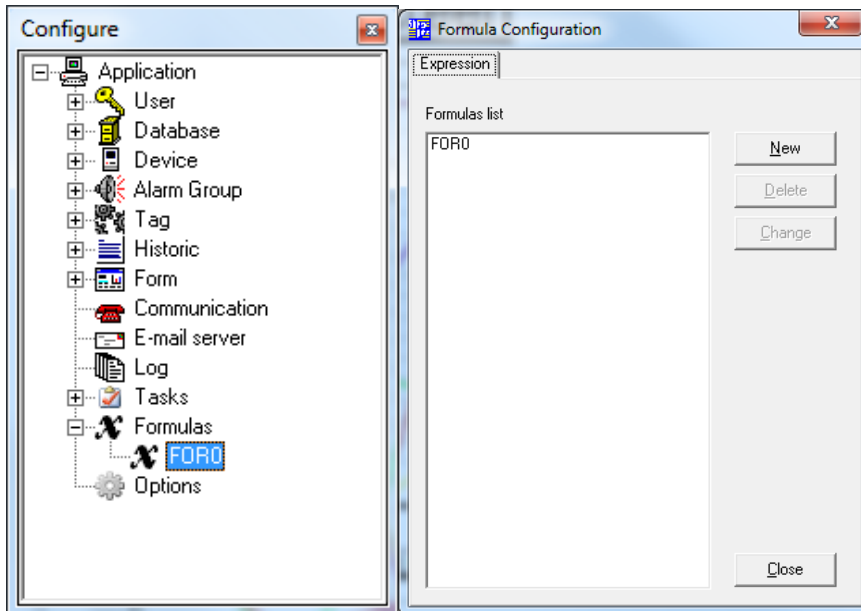 Configure
Application
User
Database
Device
Alarm Group
Tag
Historic
Form
Communication
E-mail server
Log
Tasks
Formulas
FOR0
Options
Formula Configuration
Expression
Formulas list
FOR0
New
Delete
Change
Close